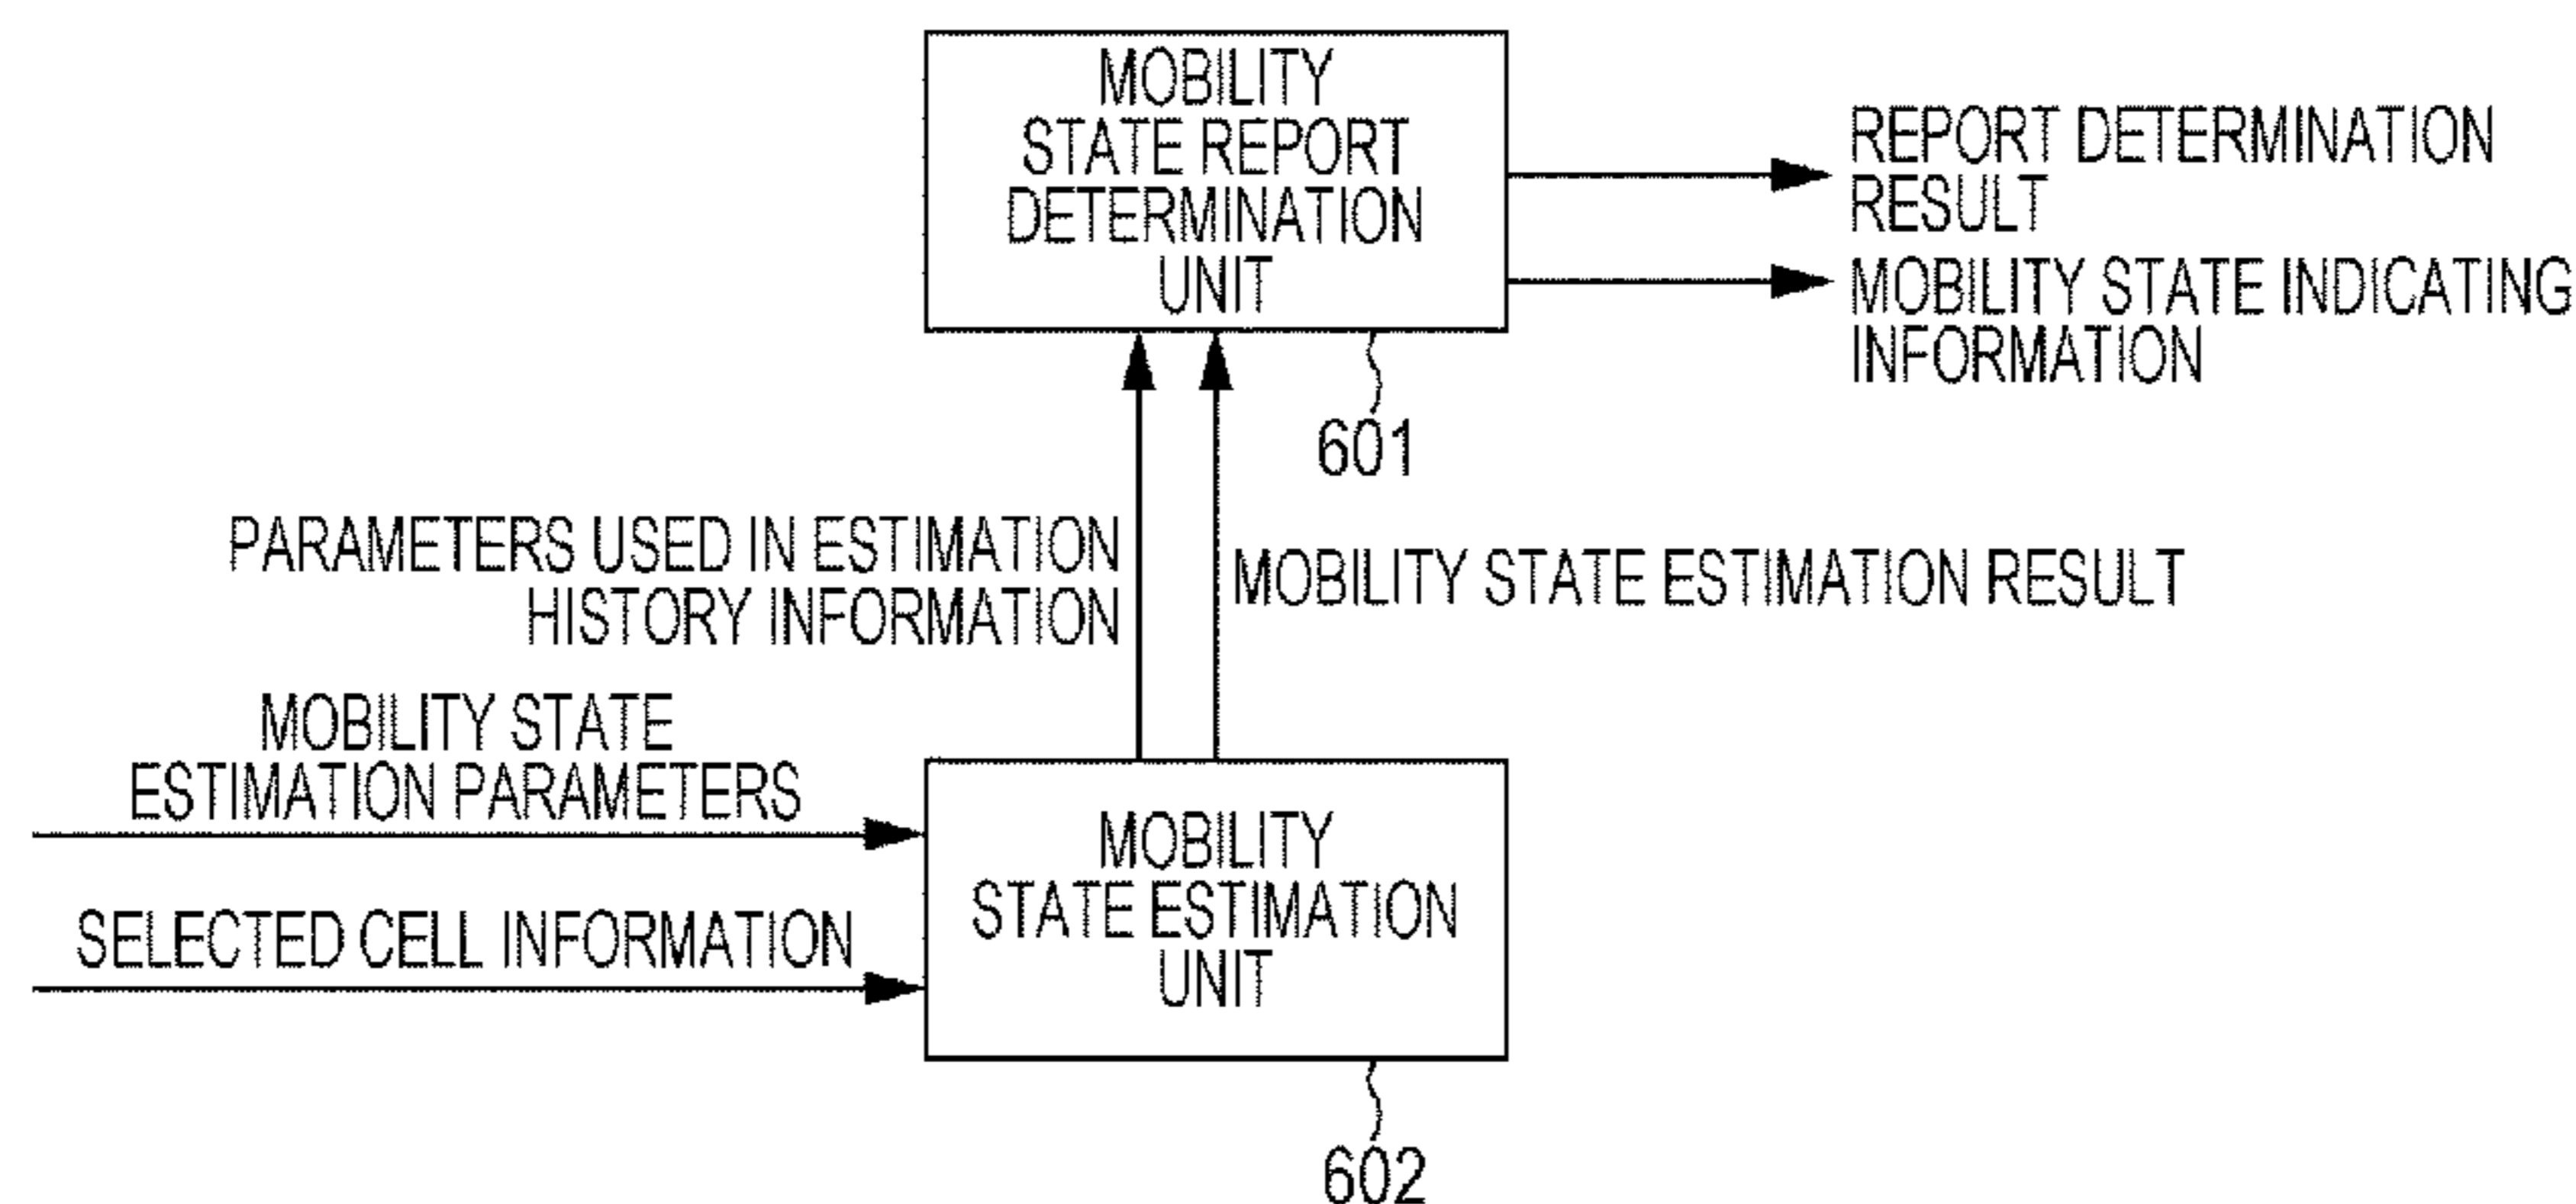 MOBILITY
STATE REPORT
DETERMINATION
UNIT
REPORT DETERMINATION
RESULT
MOBILITY STATE INDICATING
INFORMATION
601
PARAMETERS USED IN ESTIMATION
HISTORY INFORMATION
MOBILITY STATE ESTIMATION RESULT
MOBILITY STATE
ESTIMATION PARAMETERS
SELECTED CELL INFORMATION
MOBILITY
STATE ESTIMATION
UNIT
602